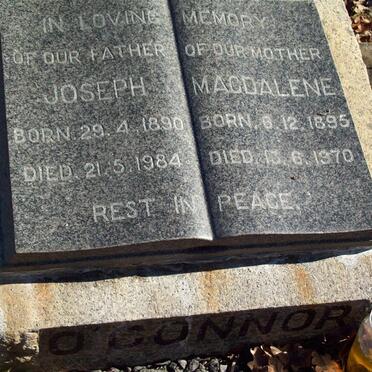 IN LOVING MEMORY
OF OUR FATHER OF OUR MOTHER
JOSEPH MAGDALENE
BORN. 29. 4. 1890 BORN. 6. 12. 1895
DIED. 21. 5. 1984 DIED. 13. 6. 1970
REST IN PEACE.
O'CONNOR